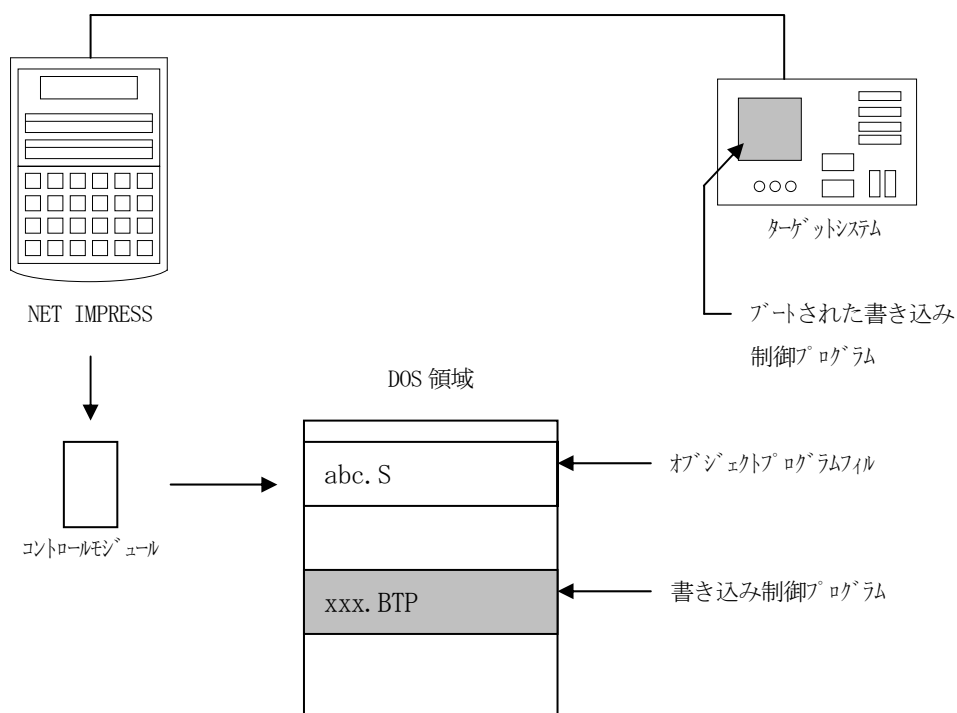 ﾀｰｹﾞｯﾄｼｽﾃﾑ
NET IMPRESS
ﾌﾞｰﾄされた書き込み
制御ﾌﾟﾛｸﾞﾗﾑ
DOS 領域
abc.S
ｵﾌﾞｼﾞｪｸﾄﾌﾟﾛｸﾞﾗﾑﾌｨﾙ
ｺﾝﾄﾛｰﾙﾓｼﾞｭｰﾙ
xxx.BTP
書き込み制御ﾌﾟﾛｸﾞﾗﾑ